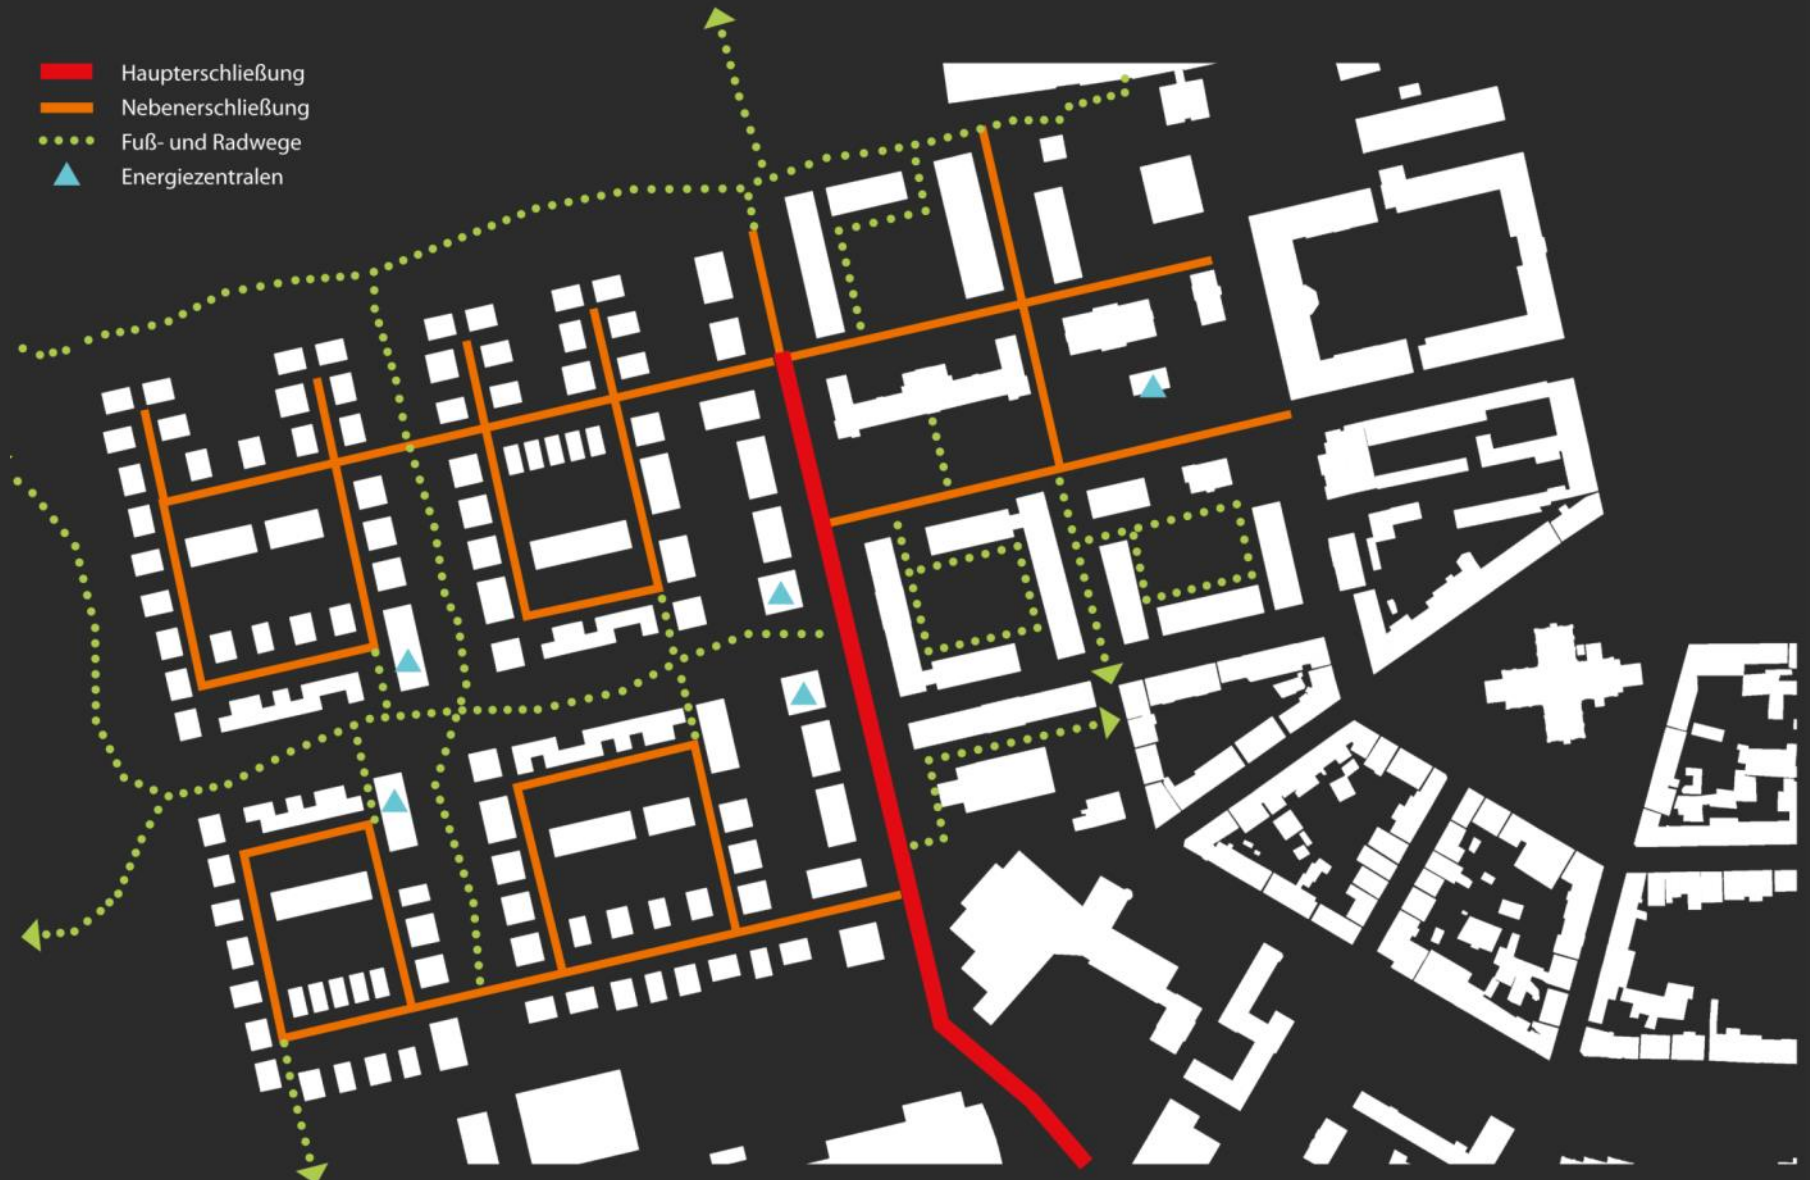 Haupterschließung
Nebenerschließung
Fuß- und Radwege
Energiezentralen